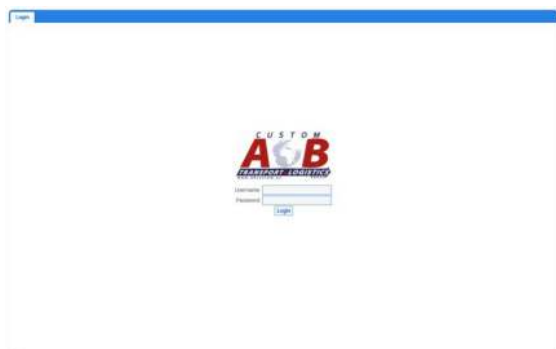 Login
CUSTOM
A B
TRANSPORT LOGISTICS
Username
Password
Login